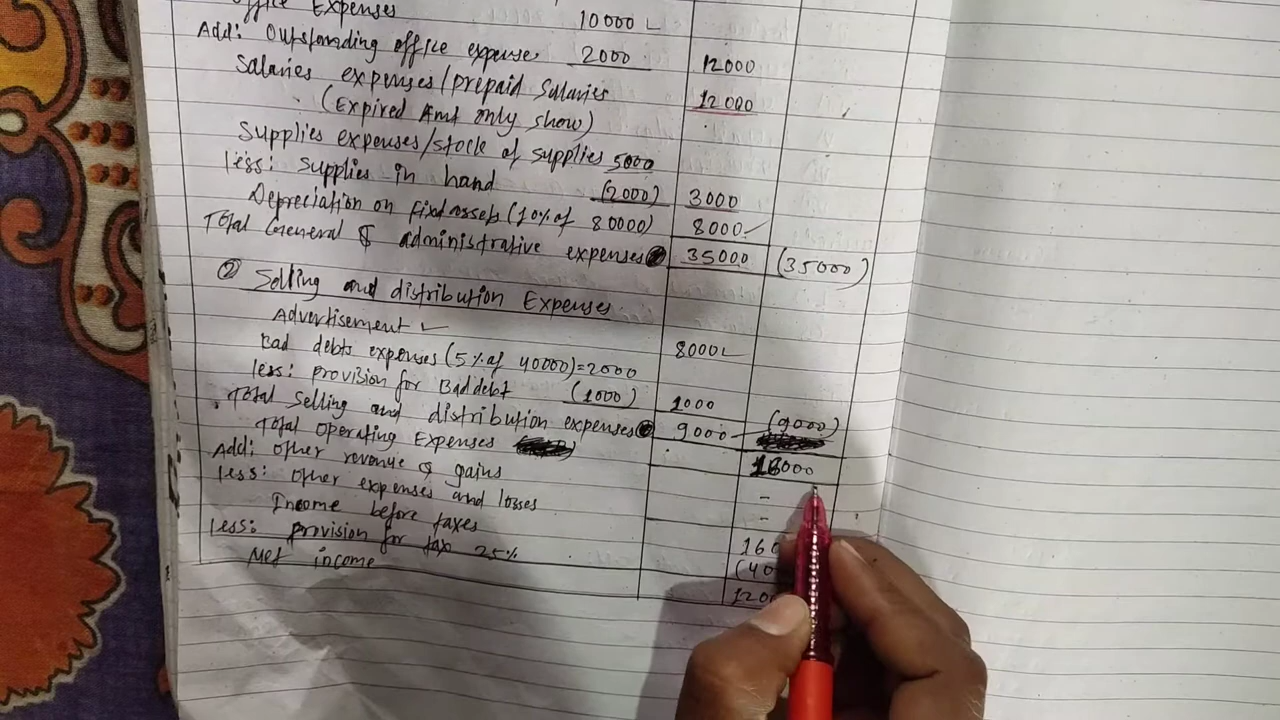 office Expenses 10000
Add: Outstanding office expense 2000 12000
Salaries expenses/prepaid Salaries 12000
(Expired Amt only show)
Supplies expenses/stock of supplies 5000
less: supplies in hand (2000) 3000
Depreciation on fixed assets (10% of 80000) 8000
Total General & administrative expenses 35000 (35000)
② Selling and distribution Expenses
Advertisement 8000
Bad debts expenses (5% of 40000)=2000
less: provision for Bad debt (1000) 1000
Total selling and distribution expenses 9000 (9000)
Total Operating Expenses 16000
Add: other revenue & gains -
less: other expenses and losses -
Income before taxes
less: provision for tax 25%
Net income